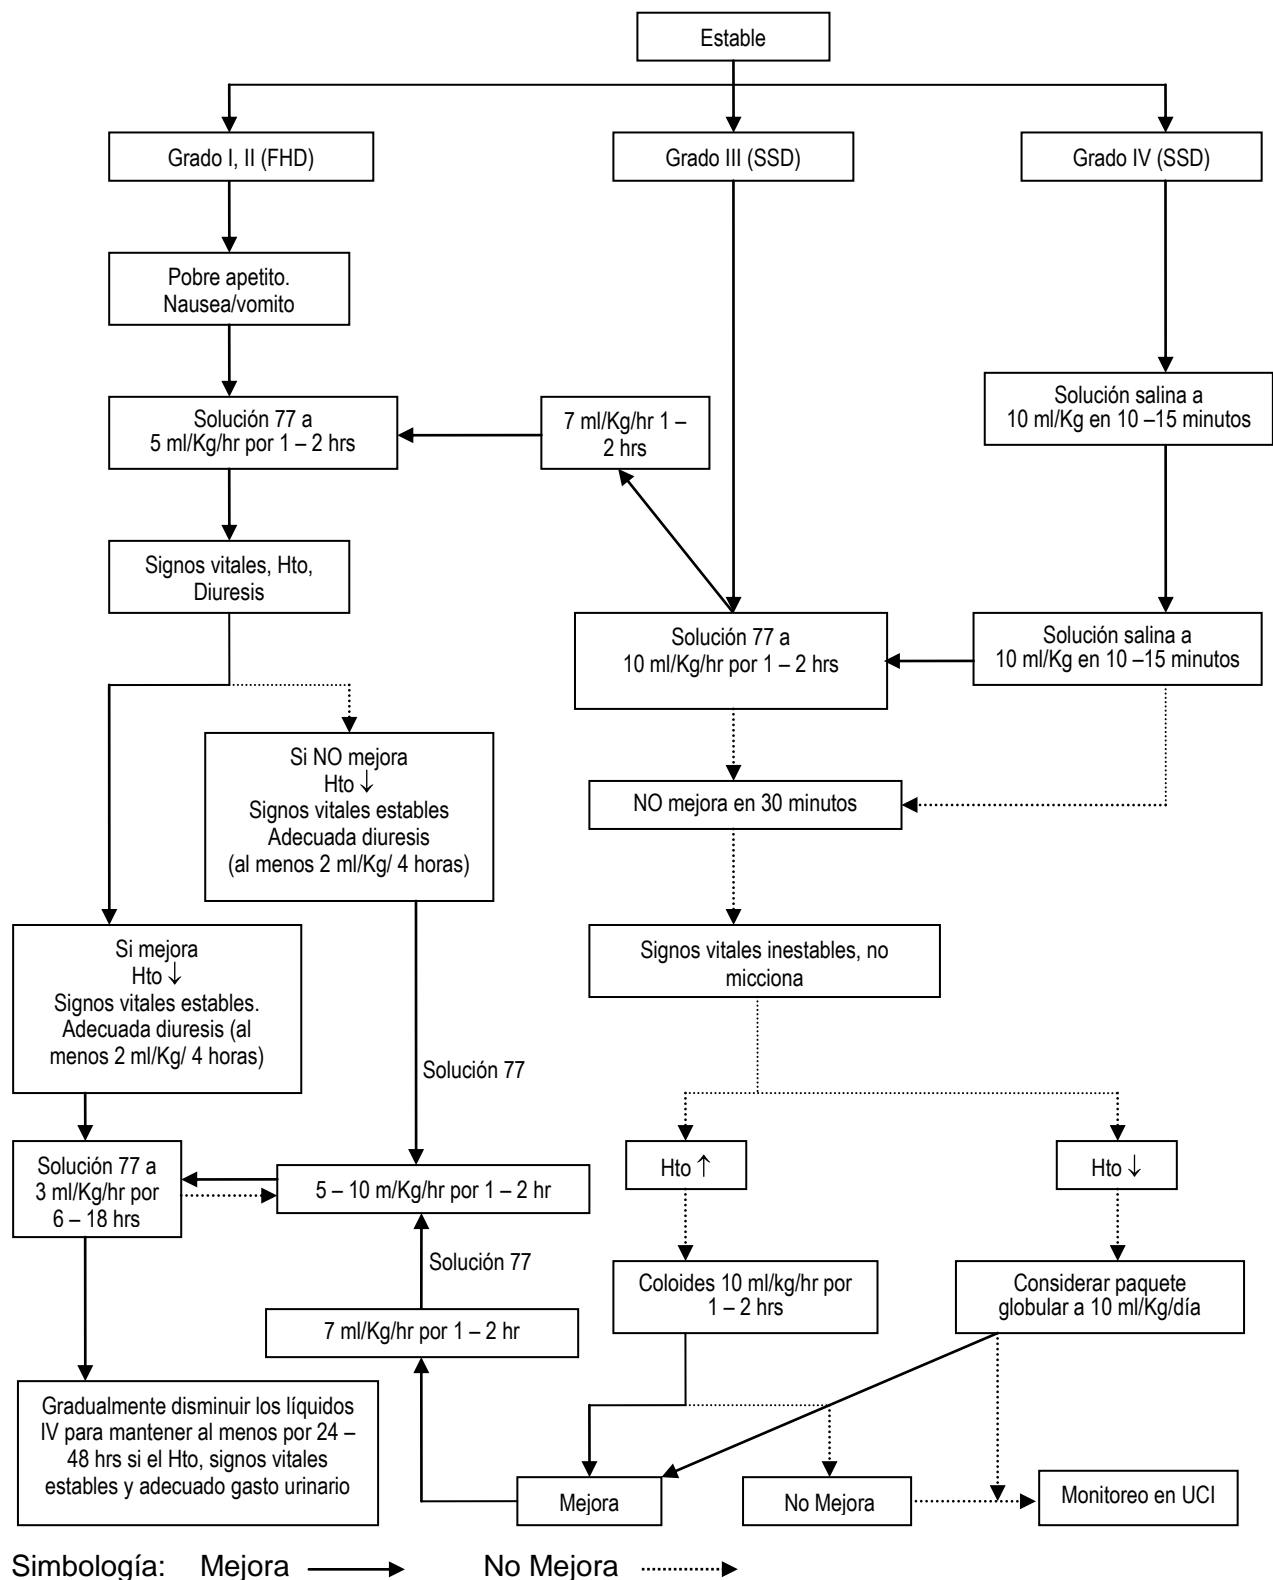 Estable
Grado I, II (FHD)
Grado III (SSD)
Grado IV (SSD)
Pobre apetito.
Nausea/vomito
Solución salina a
10 ml/Kg en 10 –15 minutos
Solución 77 a
5 ml/Kg/hr por 1 – 2 hrs
7 ml/Kg/hr 1 –
2 hrs
Signos vitales, Hto,
Diuresis
Solución 77 a
10 ml/Kg/hr por 1 – 2 hrs
Solución salina a
10 ml/Kg en 10 –15 minutos
Si NO mejora
Hto ↓
Signos vitales estables
Adecuada diuresis
(al menos 2 ml/Kg/ 4 horas)
NO mejora en 30 minutos
Si mejora
Hto ↓
Signos vitales estables.
Adecuada diuresis (al
menos 2 ml/Kg/ 4 horas)
Signos vitales inestables, no
micciona
Solución 77
Solución 77 a
3 ml/Kg/hr por
6 – 18 hrs
5 – 10 m/Kg/hr por 1 – 2 hr
Hto ↑
Hto ↓
Solución 77
Coloides 10 ml/kg/hr por
1 – 2 hrs
Considerar paquete
globular a 10 ml/Kg/día
7 ml/Kg/hr por 1 – 2 hr
Gradualmente disminuir los líquidos
IV para mantener al menos por 24 –
48 hrs si el Hto, signos vitales
estables y adecuado gasto urinario
Mejora
No Mejora
Monitoreo en UCI
Simbología: Mejora No Mejora